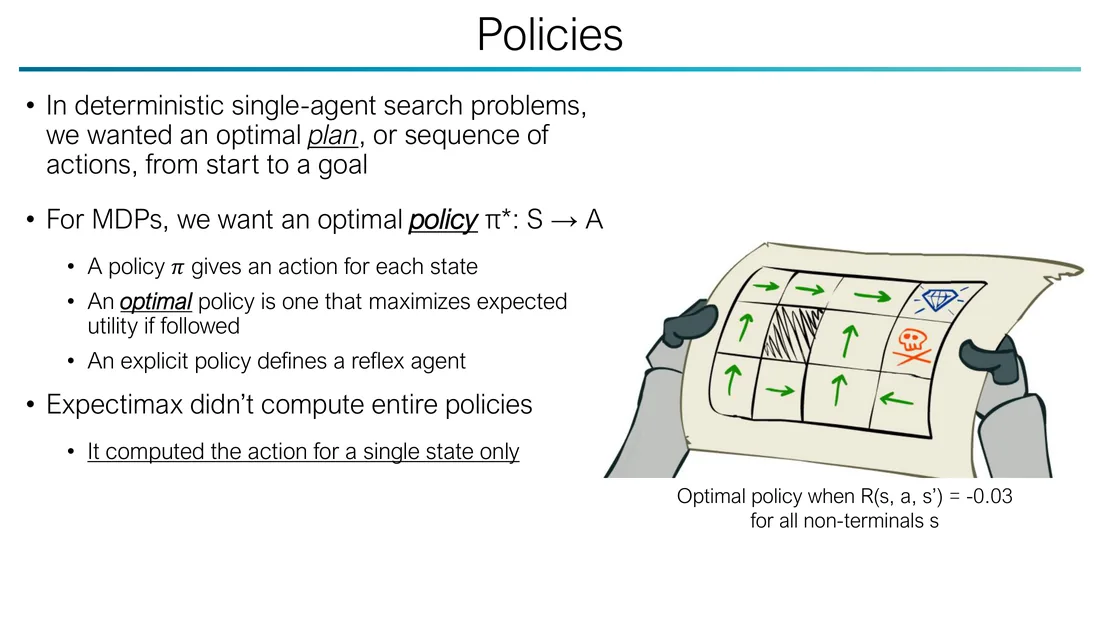 Policies
• In deterministic single-agent search problems,
we wanted an optimal plan, or sequence of
actions, from start to a goal
• For MDPs, we want an optimal policy π*: S → A
• A policy π gives an action for each state
• An optimal policy is one that maximizes expected
utility if followed
• An explicit policy defines a reflex agent
• Expectimax didn’t compute entire policies
• It computed the action for a single state only
Optimal policy when R(s, a, s’) = -0.03
for all non-terminals s